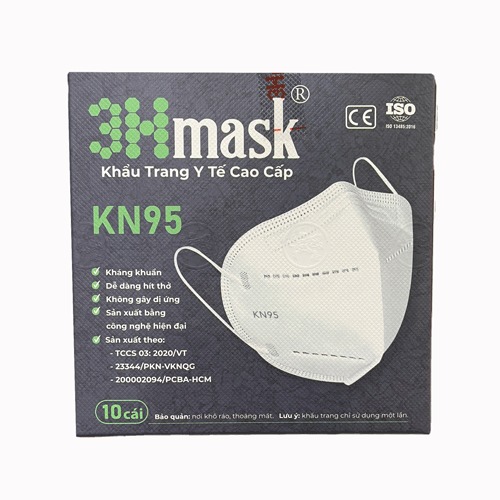 3Hmask®
Khẩu Trang Y Tế Cao Cấp
CE
ISO
ISO 13485:2016
KN95
Kháng khuẩn
Dễ dàng hít thở
Không gây dị ứng
Sản xuất bằng
công nghệ hiện đại
Sản xuất theo:
- TCCS 03: 2020/VT
- 23344/PKN-VKNQG
- 200002094/PCBA-HCM
KN95
10 cái
Bảo quản: nơi khô ráo, thoáng mát. Lưu ý: khẩu trang chỉ sử dụng một lần.